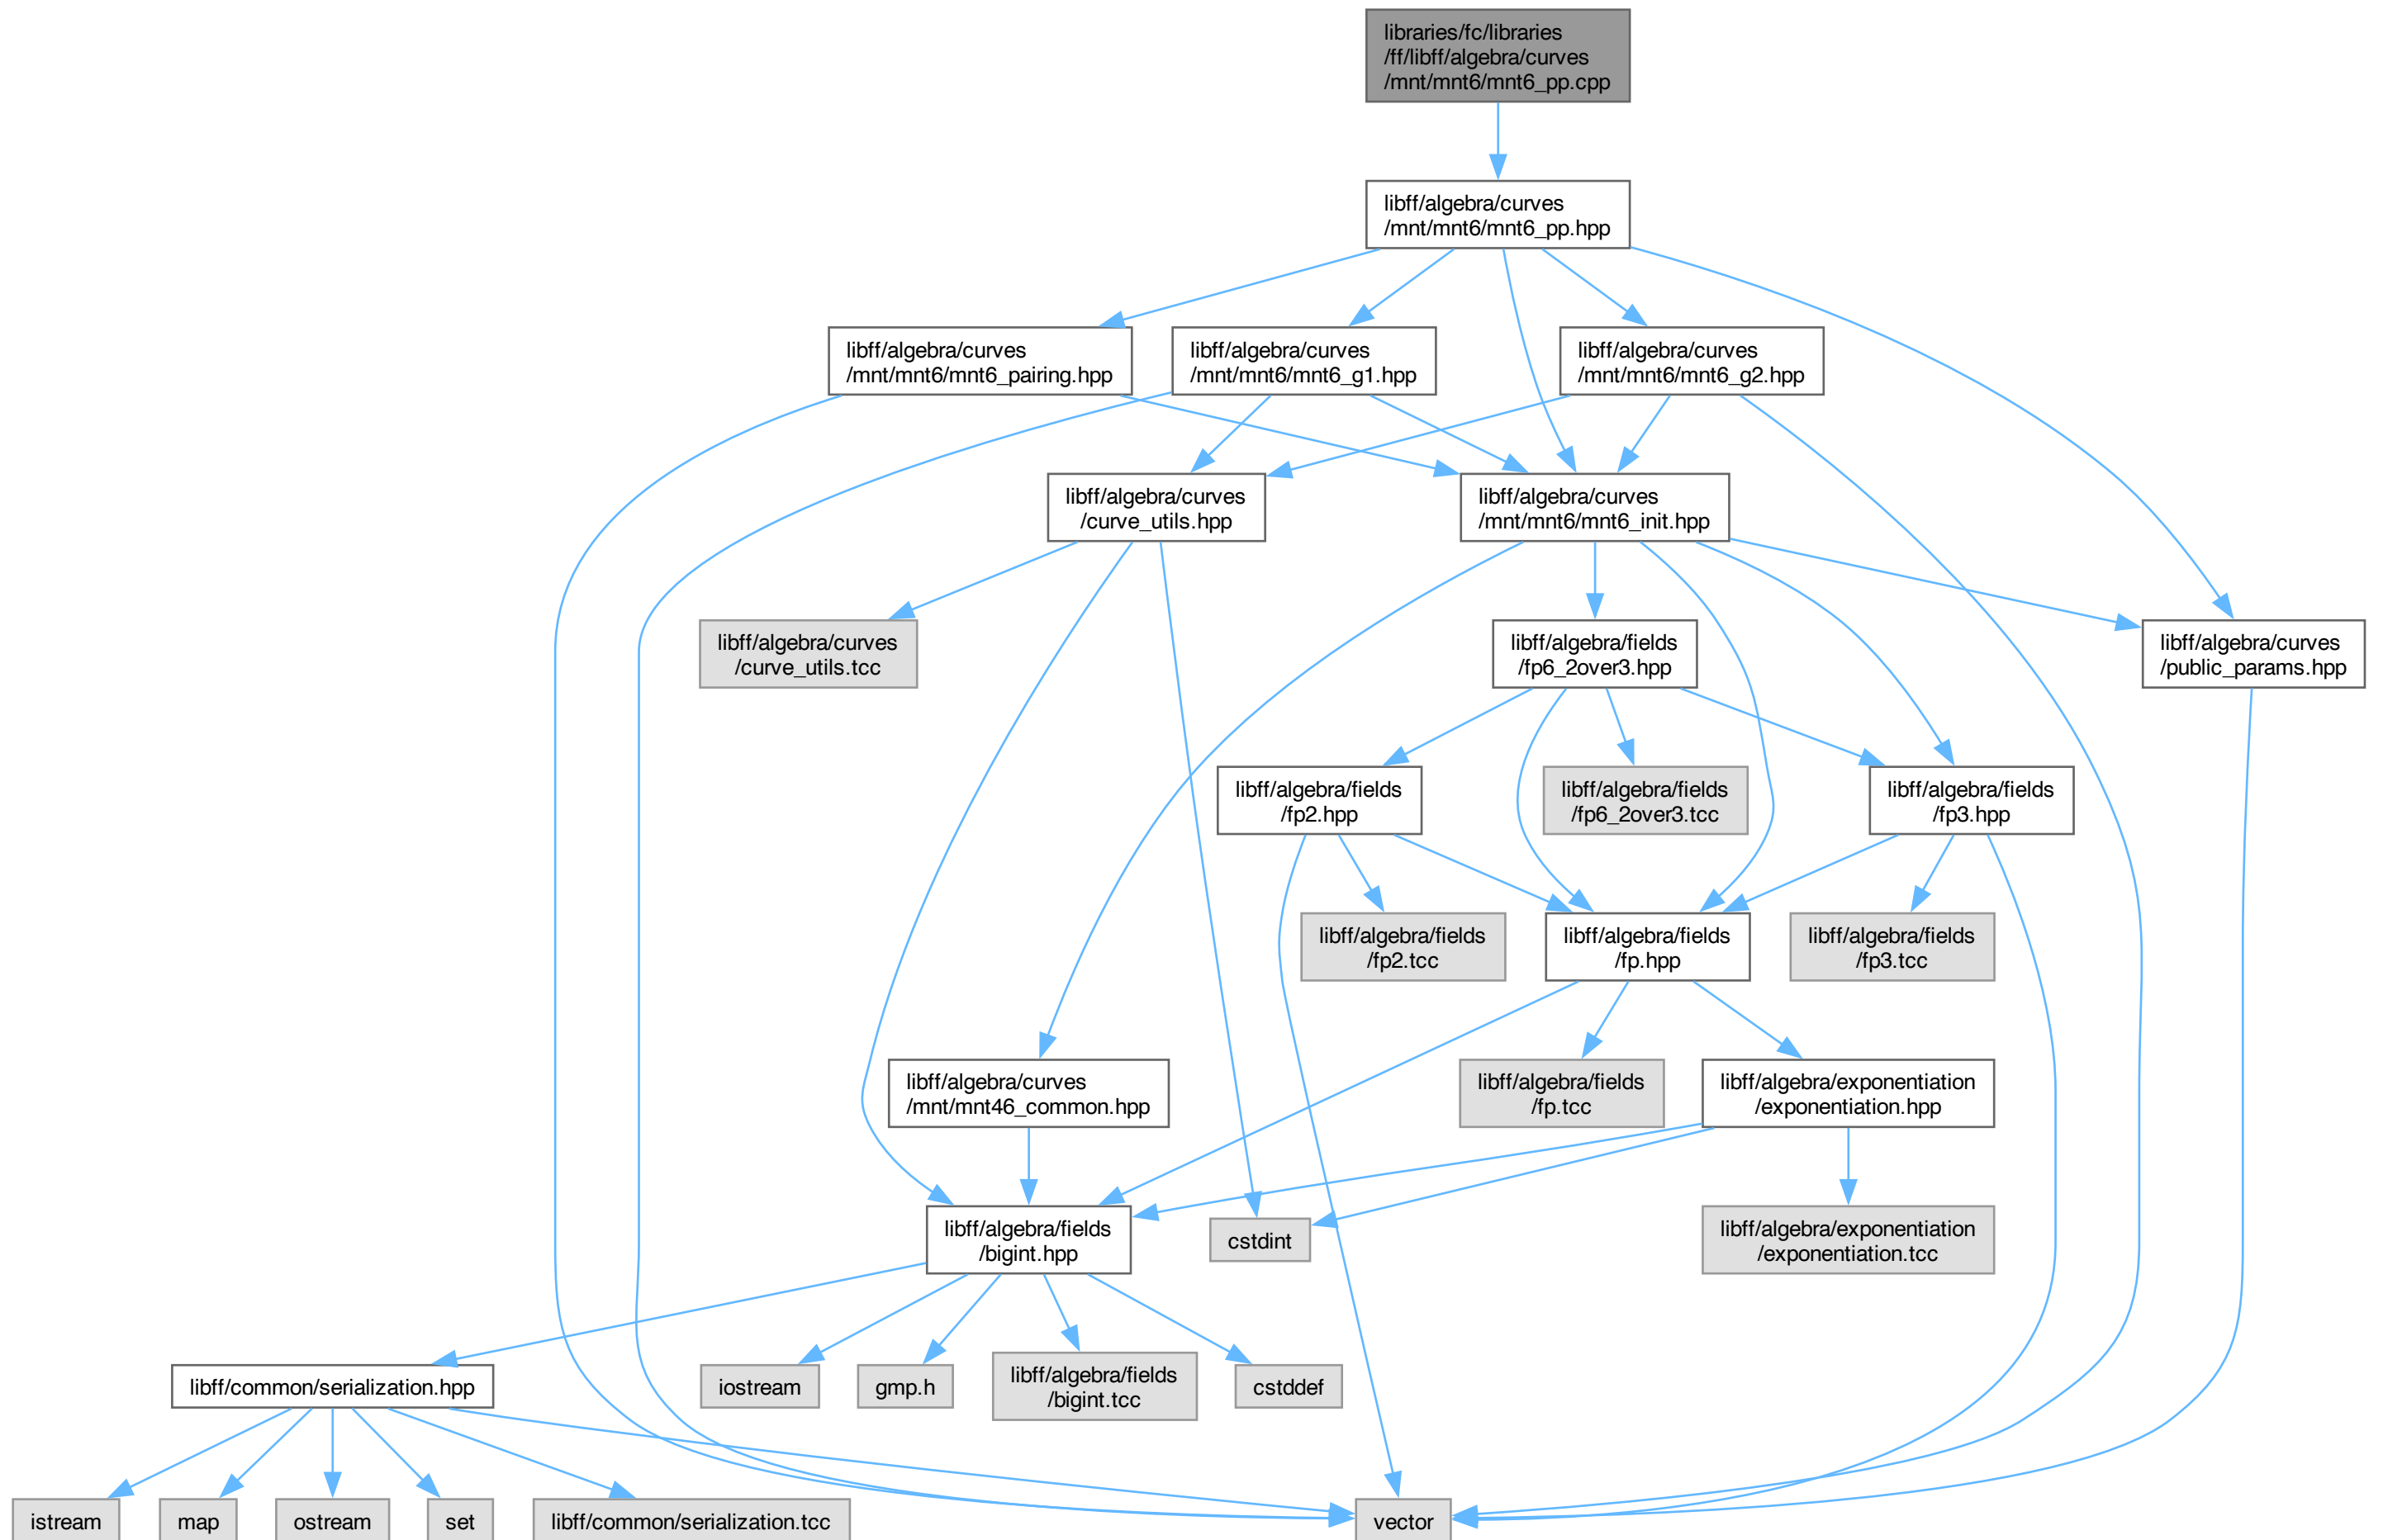 libraries/fc/libraries
/ff/libff/algebra/curves
/mnt/mnt6/mnt6_pp.cpp
libff/algebra/curves
/mnt/mnt6/mnt6_pp.hpp
libff/algebra/curves
/mnt/mnt6/mnt6_pairing.hpp
libff/algebra/curves
/mnt/mnt6/mnt6_g1.hpp
libff/algebra/curves
/mnt/mnt6/mnt6_g2.hpp
libff/algebra/curves
/curve_utils.hpp
libff/algebra/curves
/mnt/mnt6/mnt6_init.hpp
libff/algebra/curves
/curve_utils.tcc
libff/algebra/fields
/fp6_2over3.hpp
libff/algebra/curves
/public_params.hpp
libff/algebra/fields
/fp2.hpp
libff/algebra/fields
/fp6_2over3.tcc
libff/algebra/fields
/fp3.hpp
libff/algebra/fields
/fp2.tcc
libff/algebra/fields
/fp.hpp
libff/algebra/fields
/fp3.tcc
libff/algebra/curves
/mnt/mnt46_common.hpp
libff/algebra/fields
/fp.tcc
libff/algebra/exponentiation
/exponentiation.hpp
libff/algebra/fields
/bigint.hpp
cstdint
libff/algebra/exponentiation
/exponentiation.tcc
libff/common/serialization.hpp
iostream
gmp.h
libff/algebra/fields
/bigint.tcc
cstddef
istream
map
ostream
set
libff/common/serialization.tcc
vector